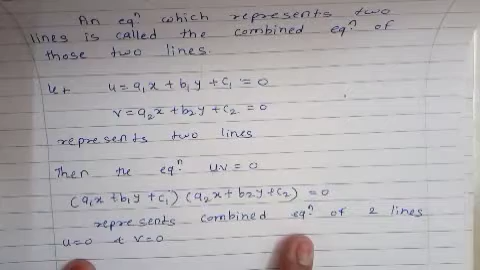 An eqⁿ which represents two
lines is called the combined eqⁿ of
those two lines.
Let u = a₁x + b₁y + c₁ = 0
v = a₂x + b₂y + c₂ = 0
represents two lines
Then the eqⁿ. uv = 0
(a₁x + b₁y + c₁) (a₂x + b₂y + c₂) = 0
represents combined eqⁿ. of 2 lines
u=0 & v=0